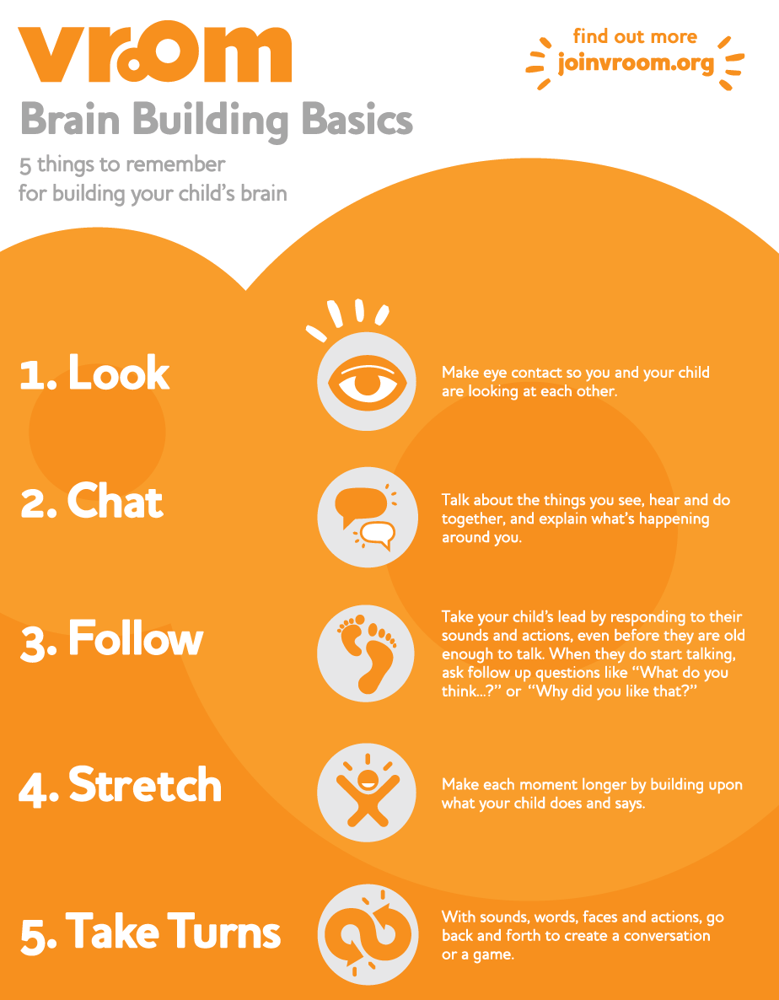 vroom
find out more
joinvroom.org
Brain Building Basics
5 things to remember
for building your child's brain
1. Look
Make eye contact so you and your child
are looking at each other.
2. Chat
Talk about the things you see, hear and do
together, and explain what's happening
around you.
3. Follow
Take your child's lead by responding to their
sounds and actions, even before they are old
enough to talk. When they do start talking,
ask follow up questions like “What do you
think...?” or “Why did you like that?”
4. Stretch
Make each moment longer by building upon
what your child does and says.
5. Take Turns
With sounds, words, faces and actions, go
back and forth to create a conversation
or a game.